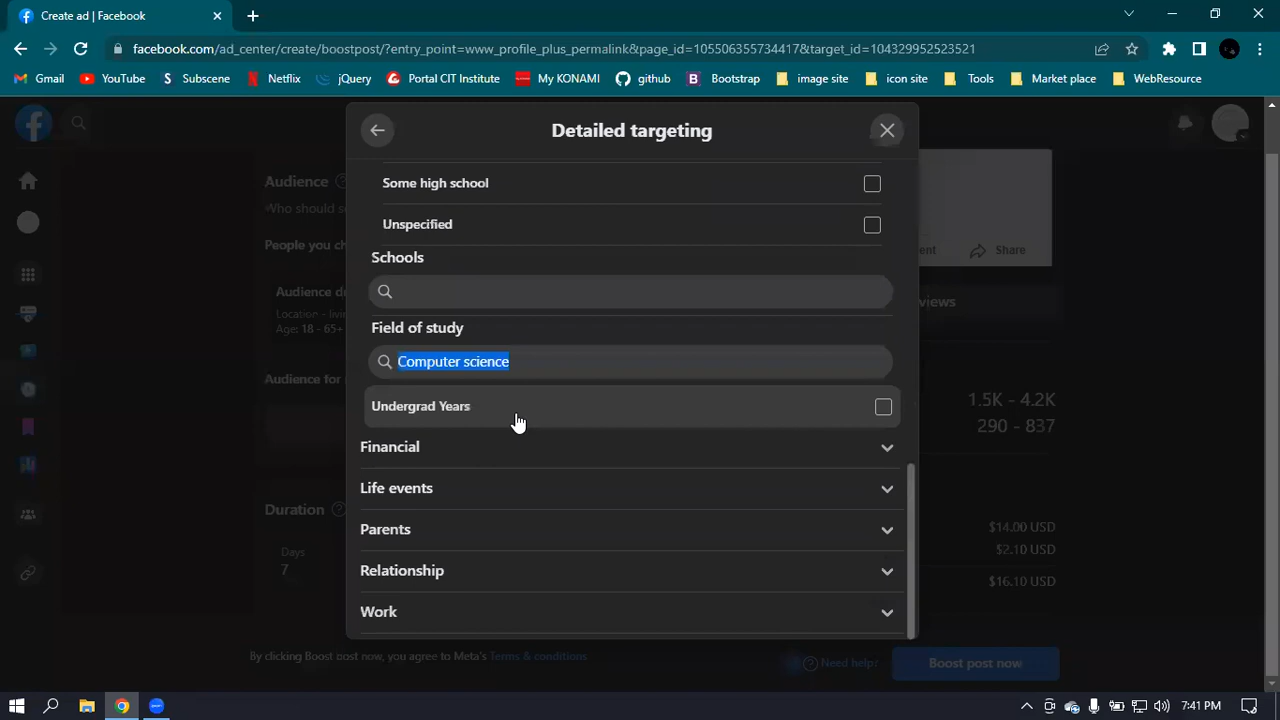 Create ad | Facebook
facebook.com/ad_center/create/boostpost/?entry_point=www_profile_plus_permalink&page_id=105506355734417&target_id=104329952523521
Gmail YouTube Subscene Netflix jQuery Portal CIT Institute My KONAMI github Bootstrap image site icon site Tools Market place WebResource
Detailed targeting
Audience
Who should s
People you ch
Audience d
Location - livi
Age: 18 - 65+
Audience for
Duration
Days
7
Some high school
Unspecified
Schools
Field of study
Computer science
Undergrad Years
Financial
Life events
Parents
Relationship
Work
ent Share
views
1.5K - 4.2K
290 - 837
$14.00 USD
$2.10 USD
$16.10 USD
By clicking Boost post now, you agree to Meta's Terms & conditions
Need help?
Boost post now
7:41 PM